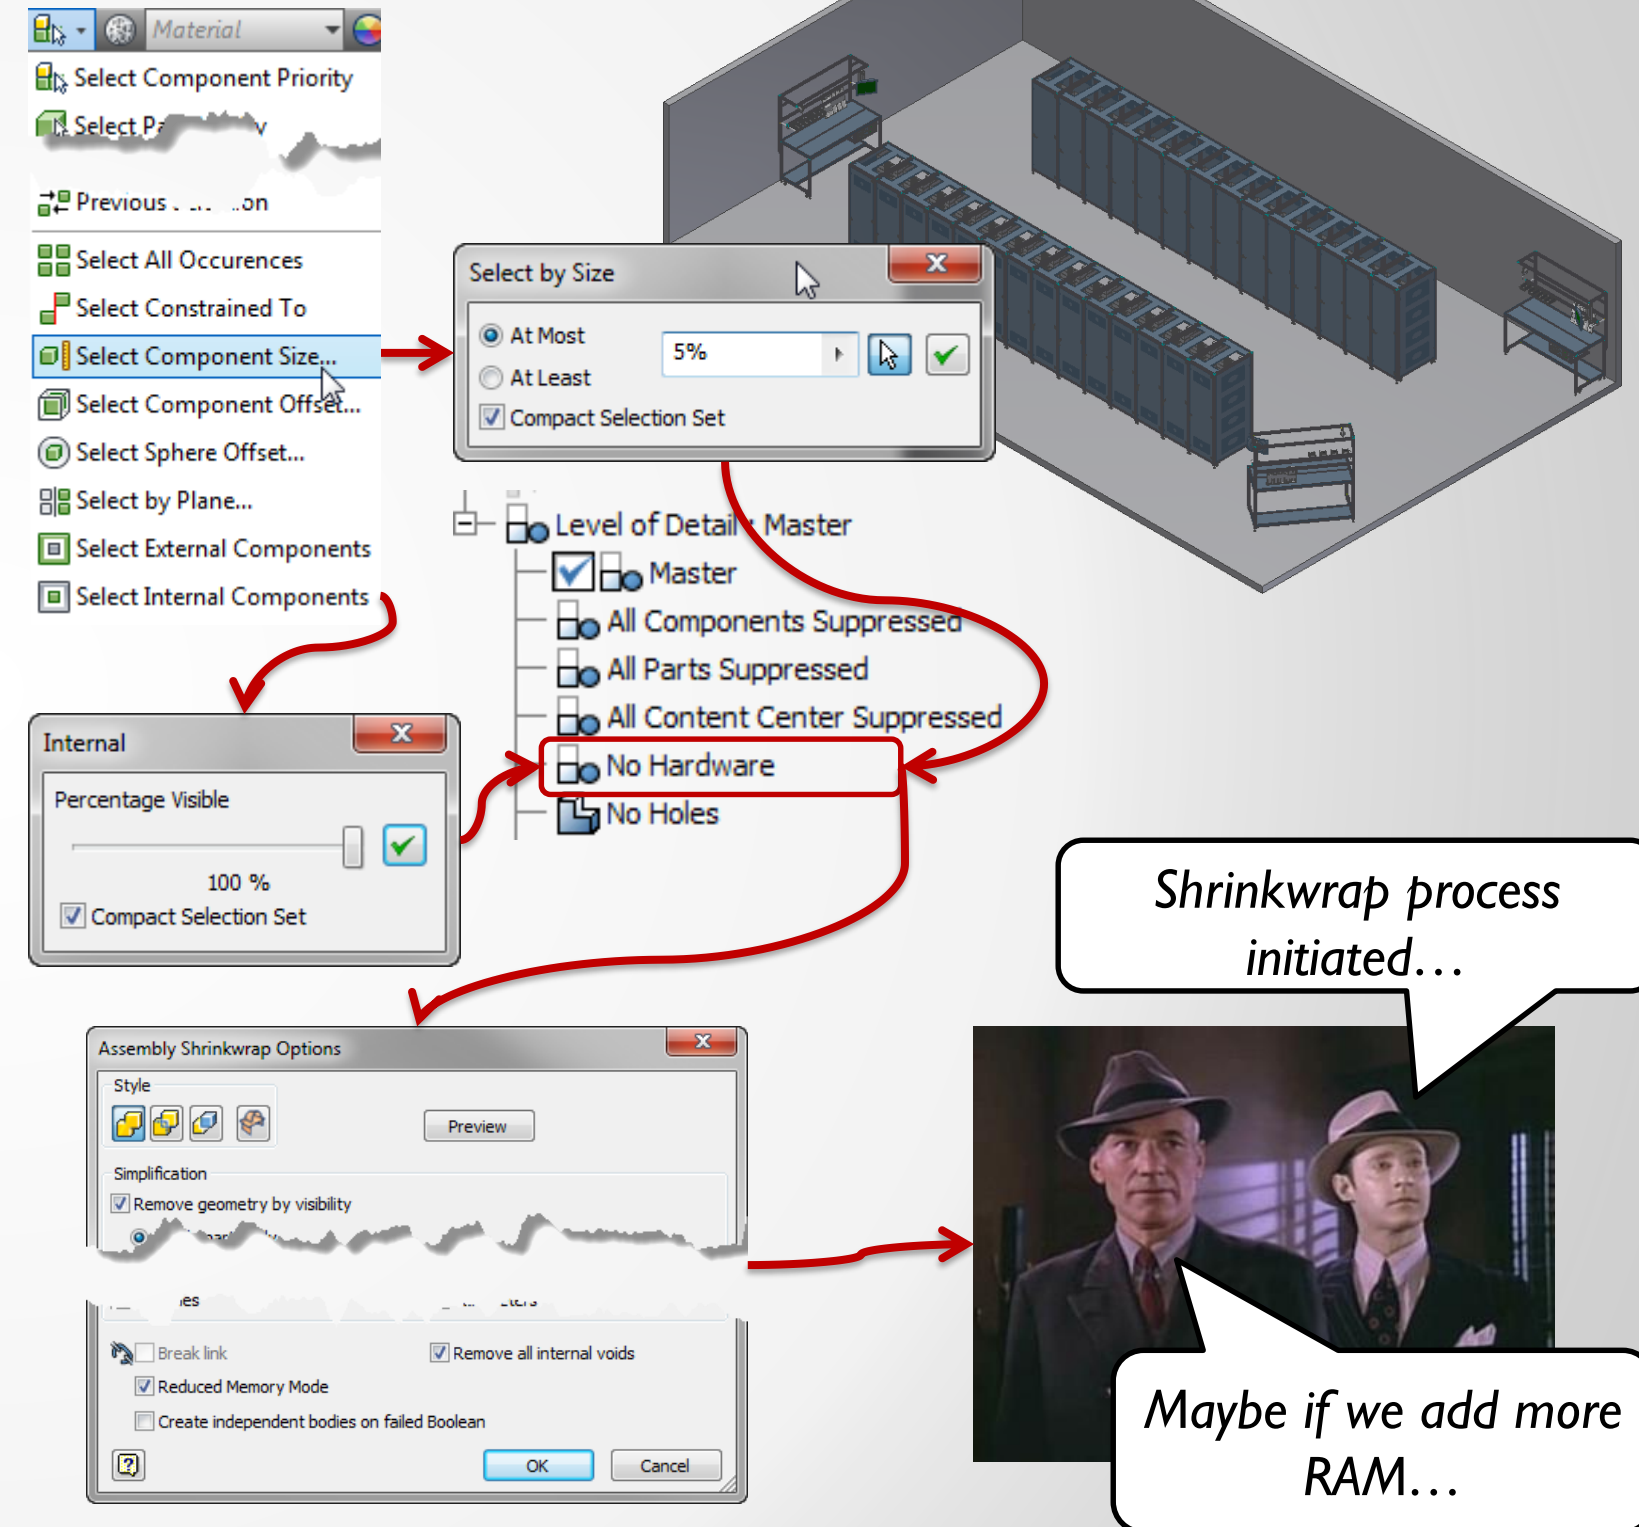 Material
Select Component Priority
Select
Previous
Select All Occurences
Select Constrained To
Select Component Size...
Select Component Offset...
Select Sphere Offset...
Select by Plane...
Select External Components
Select Internal Components
Select by Size
At Most
5%
At Least
Compact Selection Set
Level of Detail : Master
Master
All Components Suppressed
All Parts Suppressed
All Content Center Suppressed
No Hardware
No Holes
Internal
Percentage Visible
100 %
Compact Selection Set
Shrinkwrap process
initiated...
Assembly Shrinkwrap Options
Style
Preview
Simplification
Remove geometry by visibility
Break link
Remove all internal voids
Reduced Memory Mode
Create independent bodies on failed Boolean
OK
Cancel
Maybe if we add more
RAM...